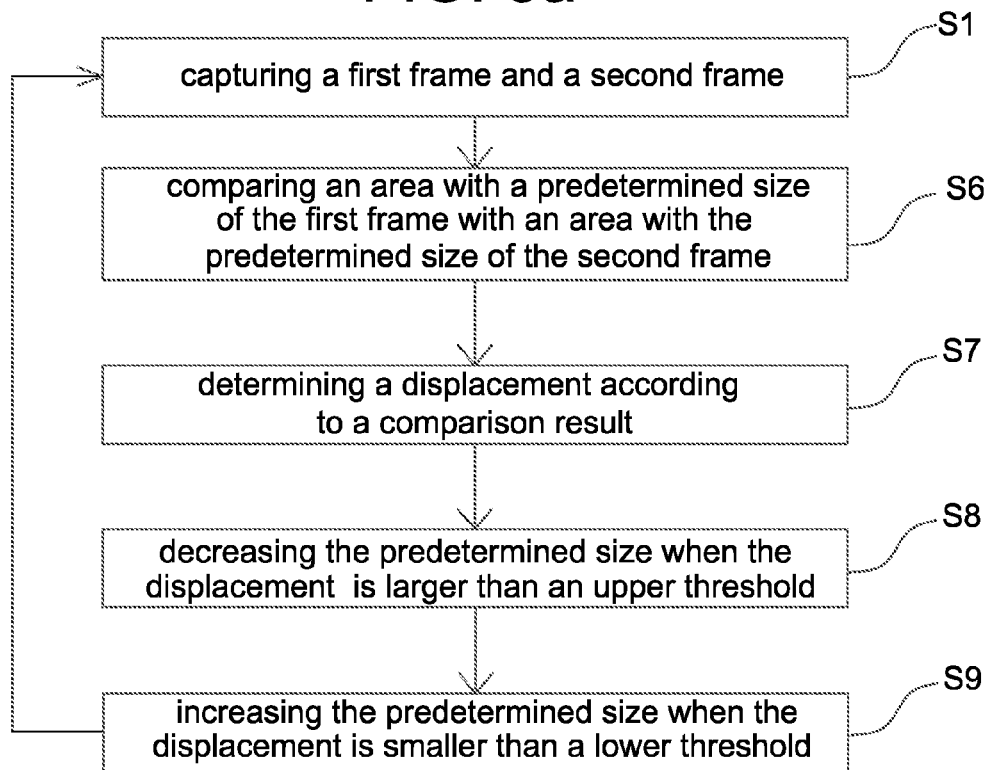 S1
capturing a first frame and a second frame
comparing an area with a predetermined size
of the first frame with an area with the
predetermined size of the second frame
S6
determining a displacement according
to a comparison result
S7
decreasing the predetermined size when the
displacement is larger than an upper threshold
S8
increasing the predetermined size when the
displacement is smaller than a lower threshold
S9